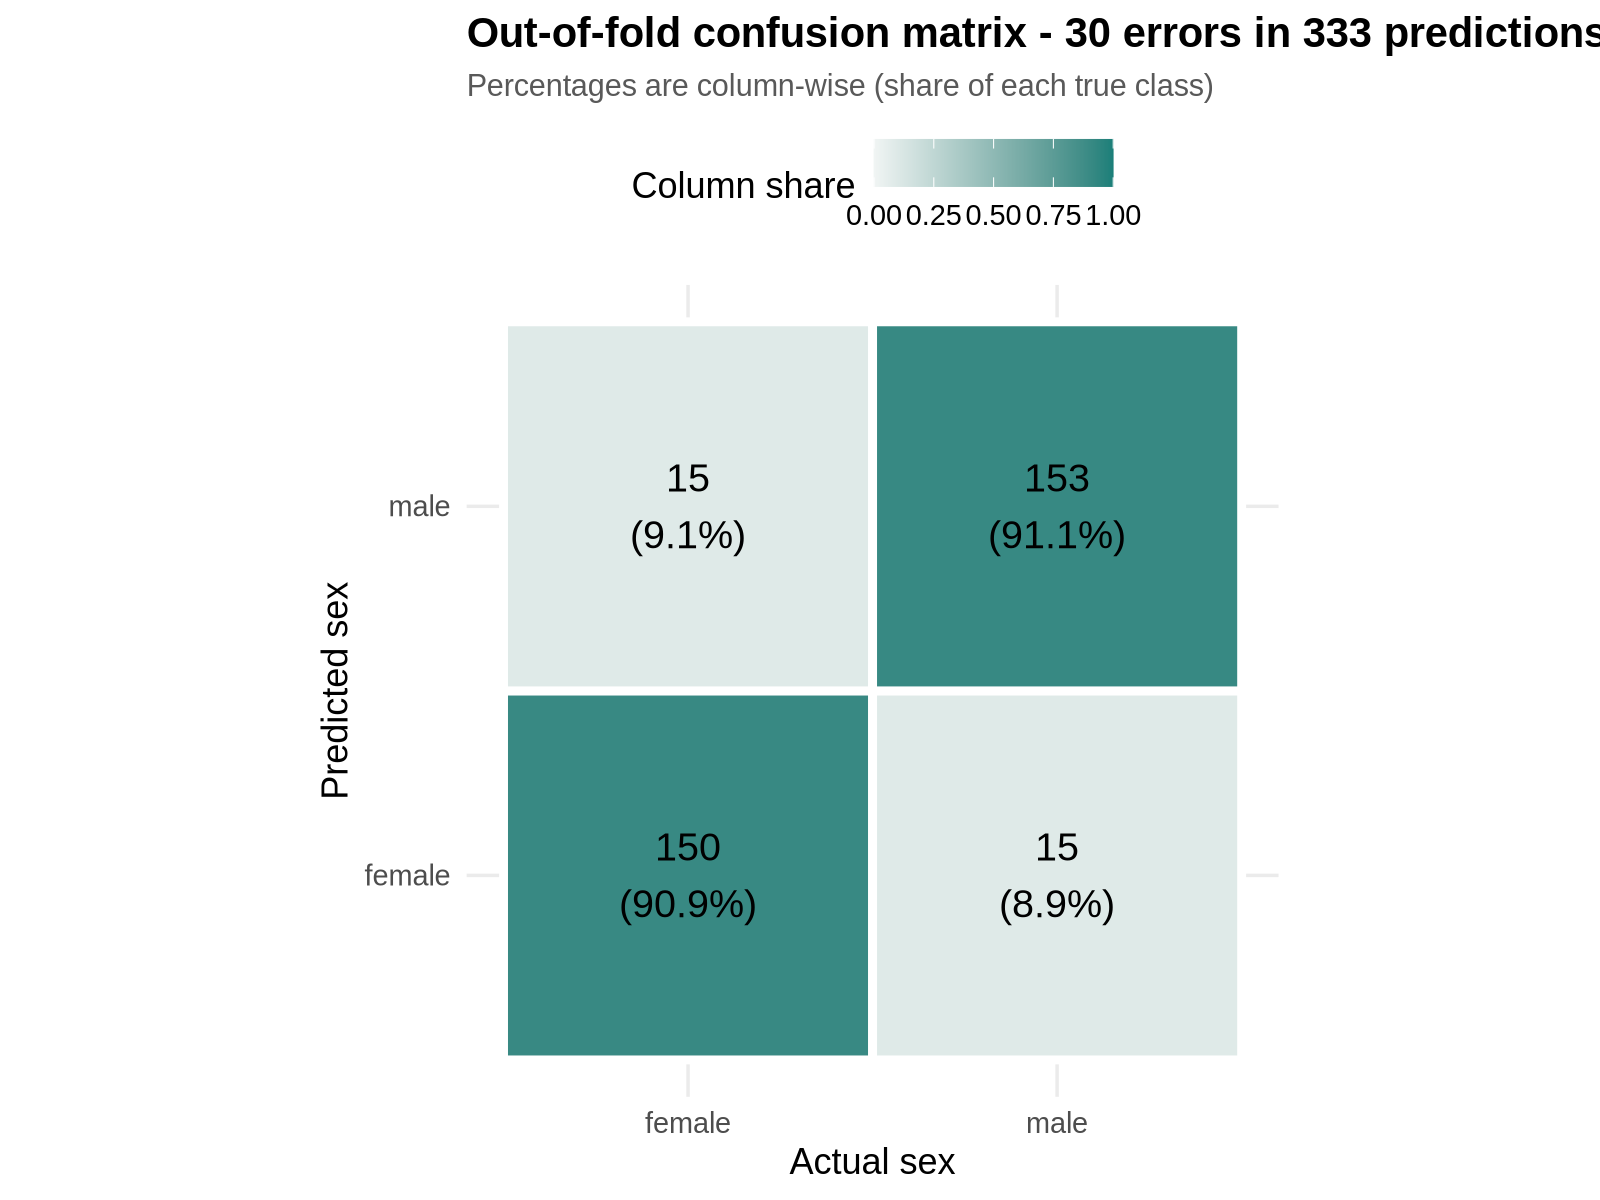 Out-of-fold confusion matrix - 30 errors in 333 predictions
Percentages are column-wise (share of each true class)
Column share
0.00 0.25 0.50 0.75 1.00
15
(9.1%)
153
(91.1%)
male
Predicted sex
150
(90.9%)
15
(8.9%)
female
female
male
Actual sex